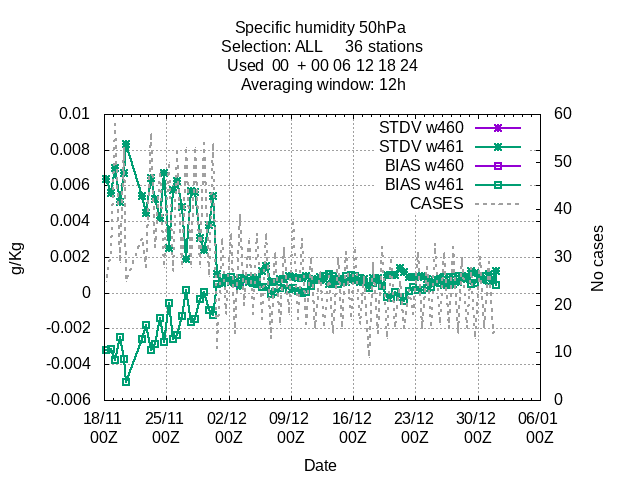 Specific humidity 50hPa
Selection: ALL 36 stations
Used 00 + 00 06 12 18 24
Averaging window: 12h
STDV w460
STDV w461
BIAS w460
BIAS w461
CASES
0.01
0.008
0.006
0.004
0.002
0
-0.002
-0.004
-0.006
g/Kg
60
50
40
30
20
10
0
No cases
18/11 25/11 02/12 09/12 16/12 23/12 30/12 06/01
00Z 00Z 00Z 00Z 00Z 00Z 00Z 00Z
Date